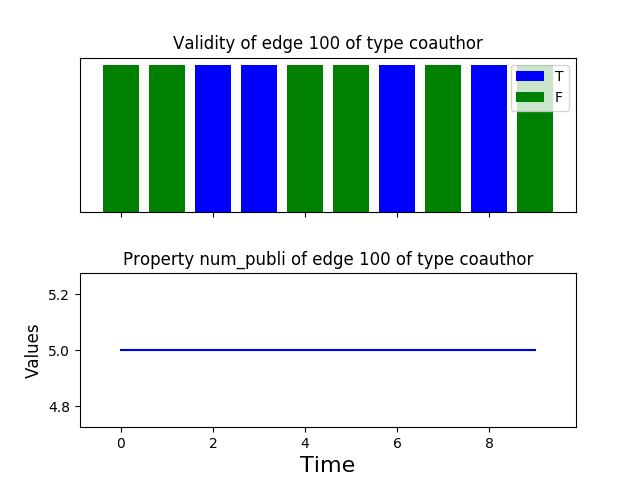 Validity of edge 100 of type coauthor
T
F
Property num_publi of edge 100 of type coauthor
5.2
5.0
4.8
Values
0 2 4 6 8
Time